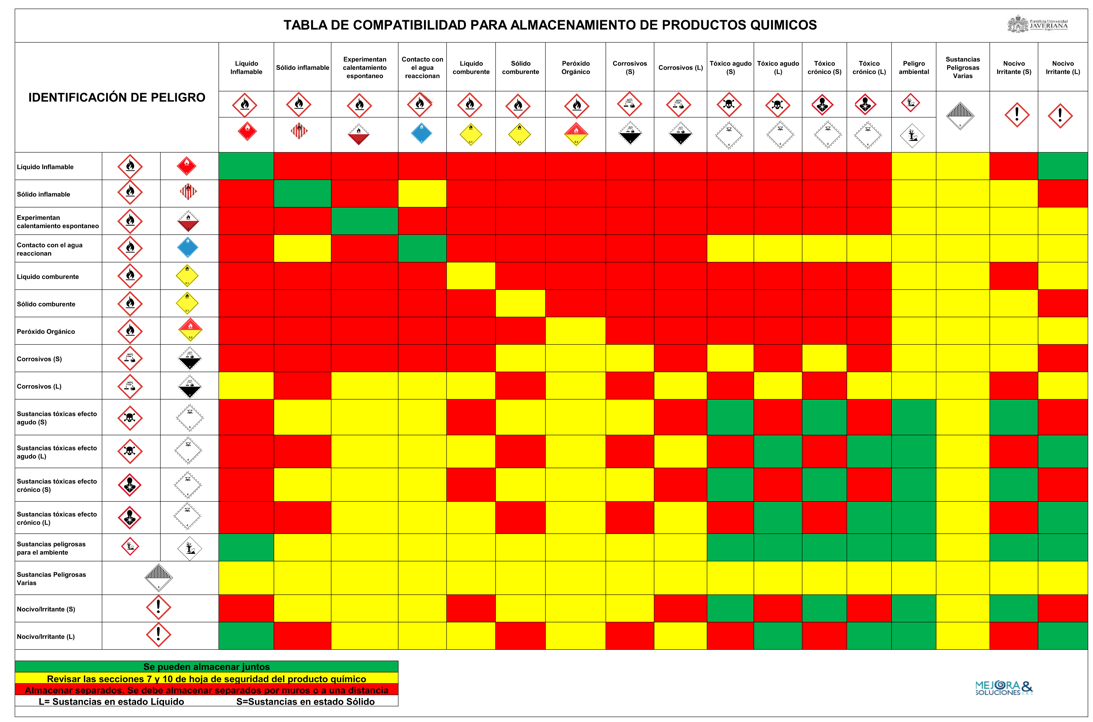 TABLA DE COMPATIBILIDAD PARA ALMACENAMIENTO DE PRODUCTOS QUIMICOS
Pontificia Universidad
JAVERIANA
IDENTIFICACIÓN DE PELIGRO
Líquido
Inflamable
Sólido inflamable
Experimentan
calentamiento
espontaneo
Contacto con
el agua
reaccionan
Líquido
comburente
Sólido
comburente
Peróxido
Orgánico
Corrosivos
(S)
Corrosivos (L)
Tóxico agudo
(S)
Tóxico agudo
(L)
Tóxico
crónico (S)
Tóxico
crónico (L)
Peligro
ambiental
Sustancias
Peligrosas
Varias
Nocivo
Irritante (S)
Nocivo
Irritante (L)
Líquido Inflamable
Sólido inflamable
Experimentan
calentamiento espontaneo
Contacto con el agua
reaccionan
Líquido comburente
Sólido comburente
Peróxido Orgánico
Corrosivos (S)
Corrosivos (L)
Sustancias tóxicas efecto
agudo (S)
Sustancias tóxicas efecto
agudo (L)
Sustancias tóxicas efecto
crónico (S)
Sustancias tóxicas efecto
crónico (L)
Sustancias peligrosas
para el ambiente
Sustancias Peligrosas
Varias
Nocivo/Irritante (S)
Nocivo/Irritante (L)
Se pueden almacenar juntos
Revisar las secciones 7 y 10 de hoja de seguridad del producto químico
Almacenar separados. Se debe almacenar separados por muros o a una distancia
L= Sustancias en estado Líquido S=Sustancias en estado Sólido
MEJORA &
SOLUCIONES